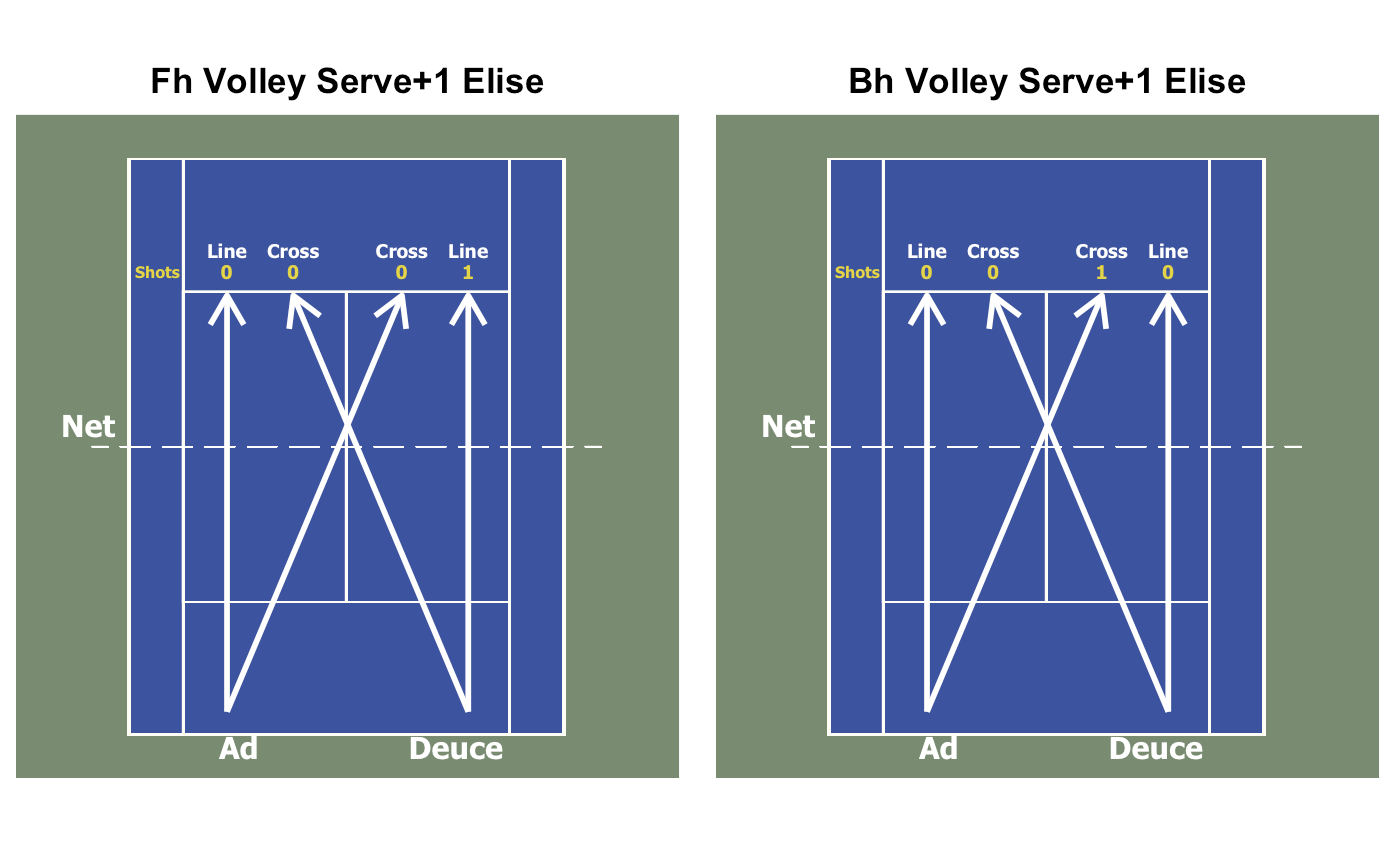 Fh Volley Serve+1 Elise
Line Cross Cross Line
Shots 0 0 0 1
Net
Ad Deuce
Bh Volley Serve+1 Elise
Line Cross Cross Line
Shots 0 0 1 0
Net
Ad Deuce